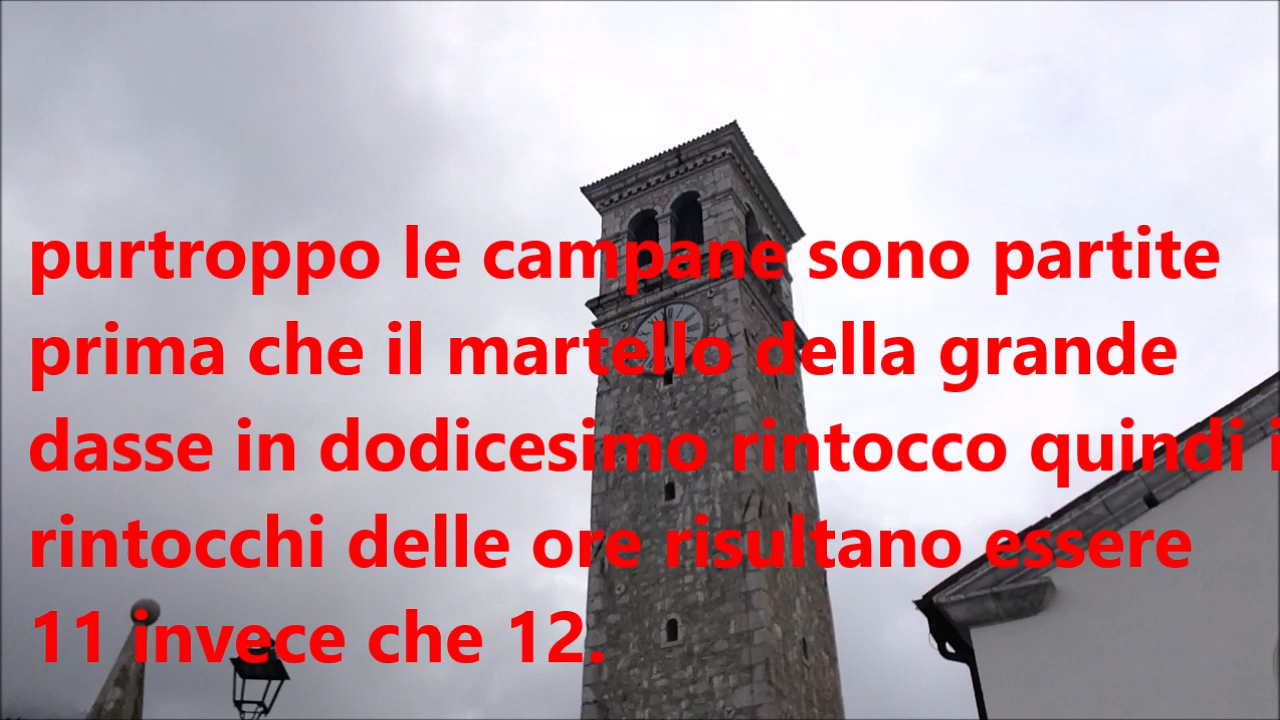 purtroppo le campane sono partite
prima che il martello della grande
dasse in dodicesimo rintocco quindi i
rintocchi delle ore risultano essere
11 invece che 12.